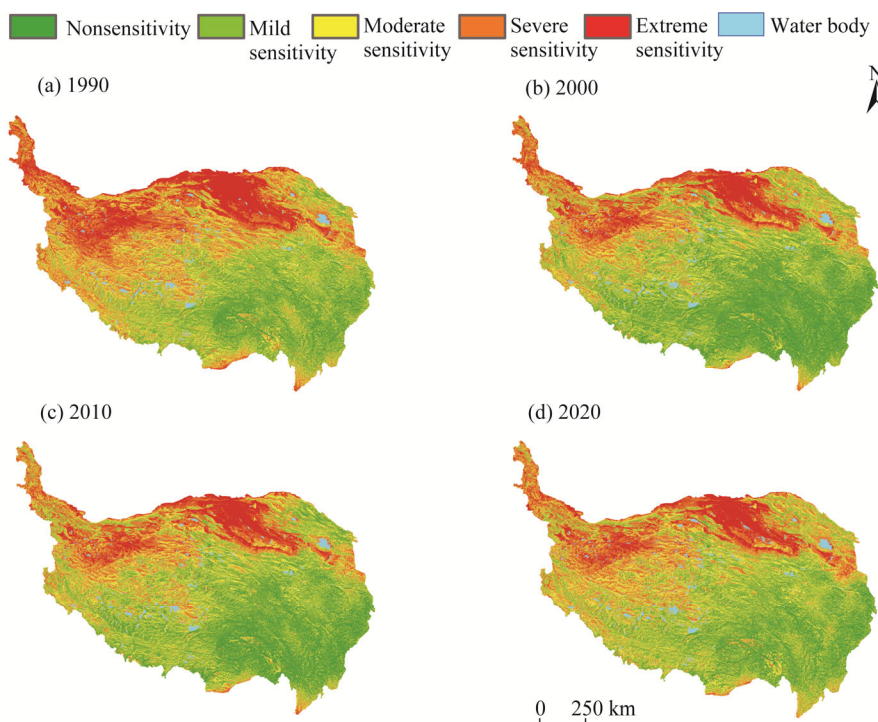 Nonsensitivity
Mild
sensitivity
Moderate
sensitivity
Severe
sensitivity
Extreme
sensitivity
Water body
N
(a) 1990
(b) 2000
(c) 2010
(d) 2020
0 250 km